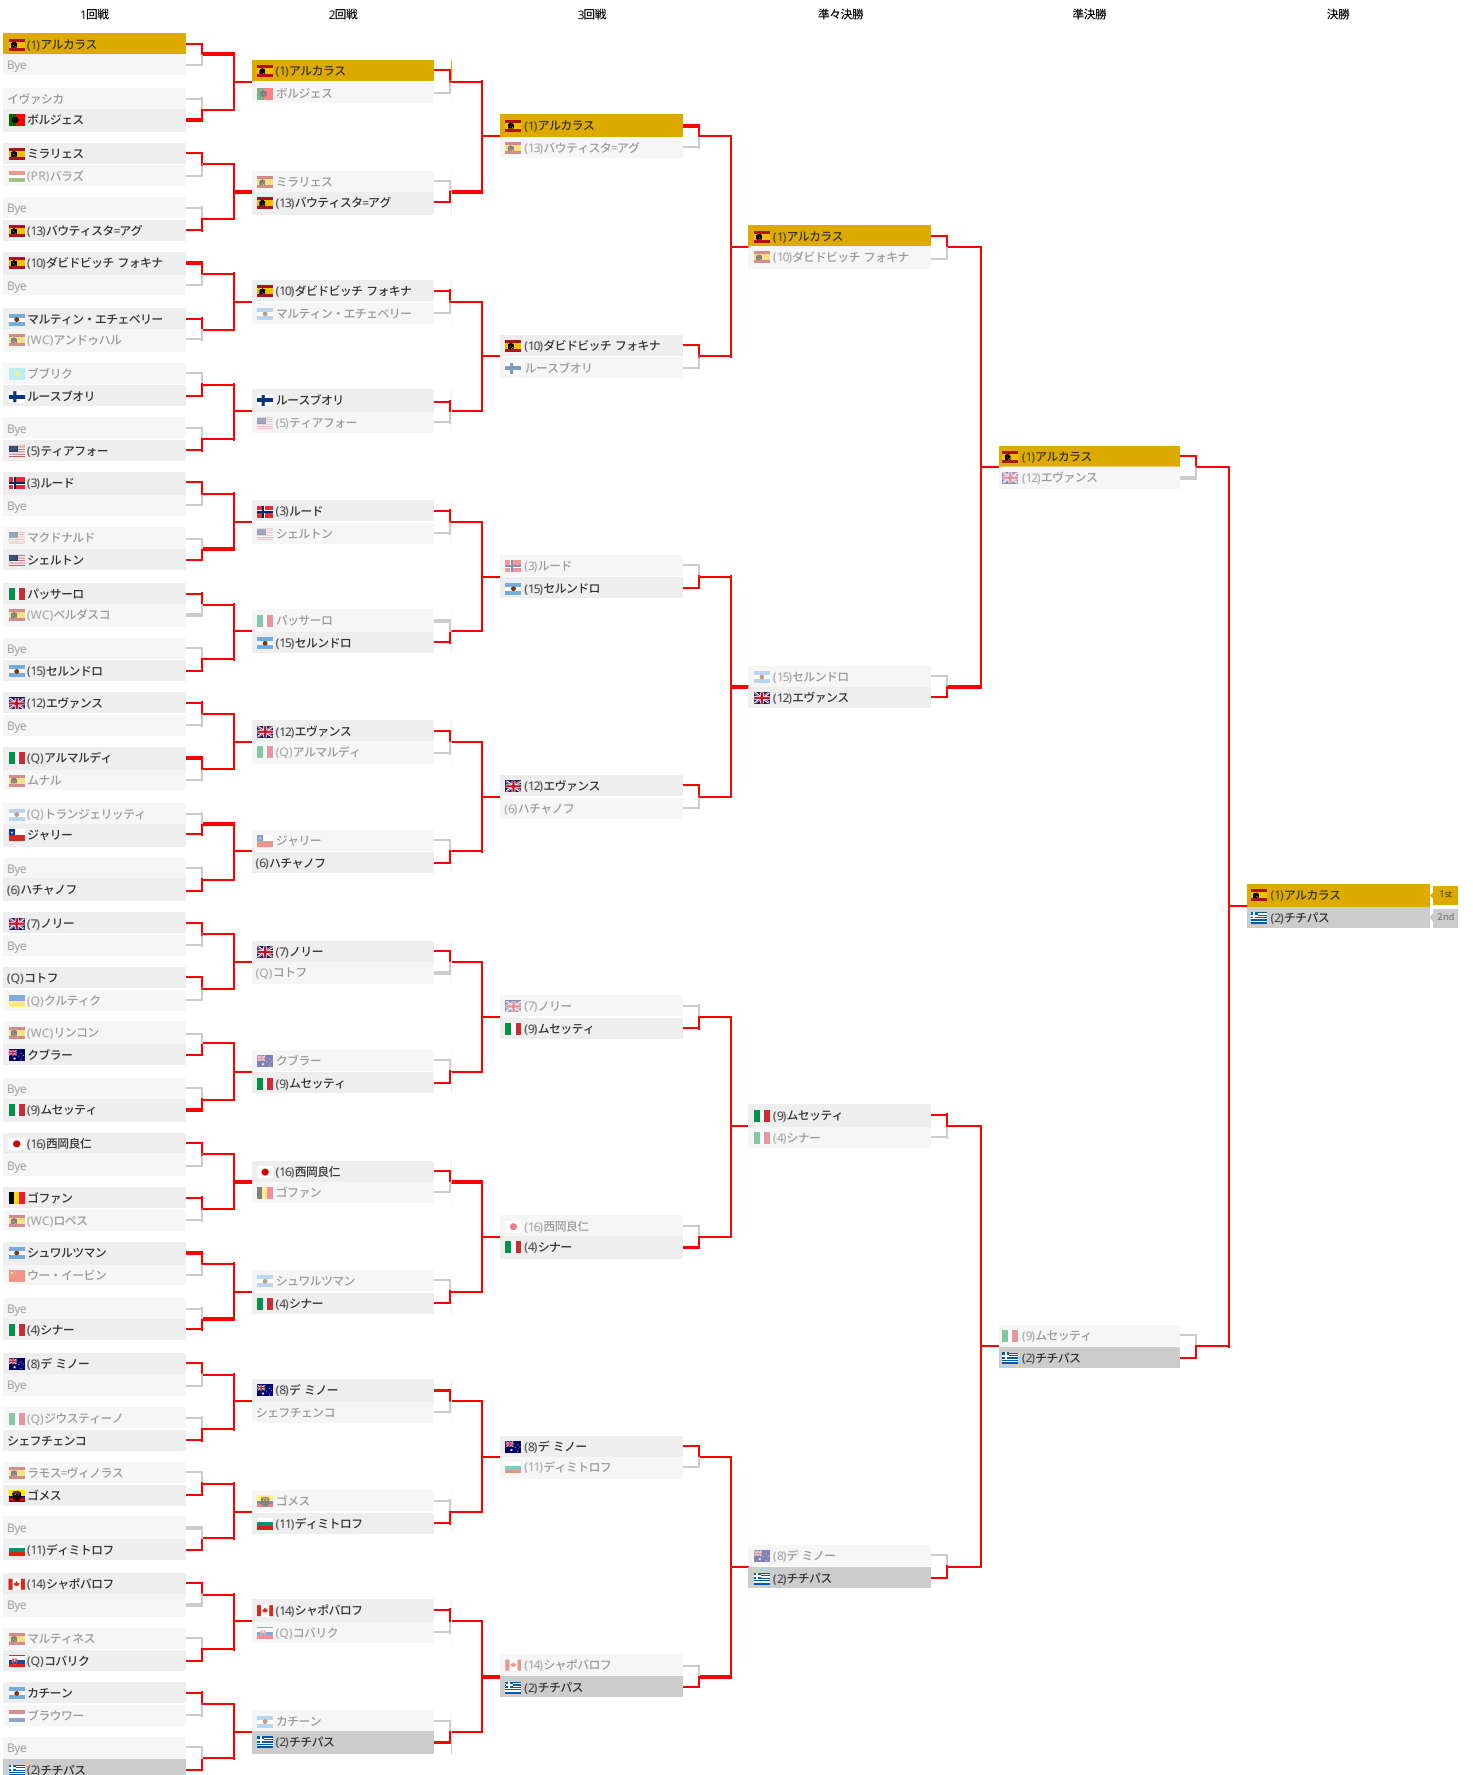 1回戦
2回戦
3回戦
準々決勝
準決勝
決勝
(1)アルカラス
Bye
イヴァシカ
ボルジェス
ミラリェス
(PR)バラズ
Bye
(13)バウティスタ=アグ
(10)ダビドビッチ フォキナ
Bye
マルティン・エチェベリー
(WC)アンドゥハル
ブブリク
ルースブオリ
Bye
(5)ティアフォー
(3)ルード
Bye
マクドナルド
シェルトン
パッサーロ
(WC)ベルダスコ
Bye
(15)セルンドロ
(12)エヴァンス
Bye
(Q)アルマルディ
ムナル
(Q)トランジェリッティ
ジャリー
Bye
(6)ハチャノフ
(7)ノリー
Bye
(Q)コトフ
(Q)クルティク
(WC)リンコン
クブラー
Bye
(9)ムセッティ
(16)西岡良仁
Bye
ゴファン
(WC)ロペス
シュワルツマン
ウー・イービン
Bye
(4)シナー
(8)デ ミノー
Bye
(Q)ジウスティーノ
シェフチェンコ
ラモス=ヴィノラス
ゴメス
Bye
(11)ディミトロフ
(14)シャポバロフ
Bye
マルティネス
(Q)コバリク
カチーン
ブラウワー
Bye
(2)チチパス
(1)アルカラス
ボルジェス
ミラリェス
(13)バウティスタ=アグ
(10)ダビドビッチ フォキナ
マルティン・エチェベリー
ルースブオリ
(5)ティアフォー
(3)ルード
シェルトン
パッサーロ
(15)セルンドロ
(12)エヴァンス
(Q)アルマルディ
ジャリー
(6)ハチャノフ
(7)ノリー
(Q)コトフ
クブラー
(9)ムセッティ
(16)西岡良仁
ゴファン
シュワルツマン
(4)シナー
(8)デ ミノー
シェフチェンコ
ゴメス
(11)ディミトロフ
(14)シャポバロフ
(Q)コバリク
カチーン
(2)チチパス
(1)アルカラス
(13)バウティスタ=アグ
(10)ダビドビッチ フォキナ
ルースブオリ
(3)ルード
(15)セルンドロ
(12)エヴァンス
(6)ハチャノフ
(7)ノリー
(9)ムセッティ
(16)西岡良仁
(4)シナー
(8)デ ミノー
(11)ディミトロフ
(14)シャポバロフ
(2)チチパス
(1)アルカラス
(10)ダビドビッチ フォキナ
(15)セルンドロ
(12)エヴァンス
(9)ムセッティ
(4)シナー
(8)デ ミノー
(2)チチパス
(1)アルカラス
(12)エヴァンス
(9)ムセッティ
(2)チチパス
(1)アルカラス
1st
(2)チチパス
2nd